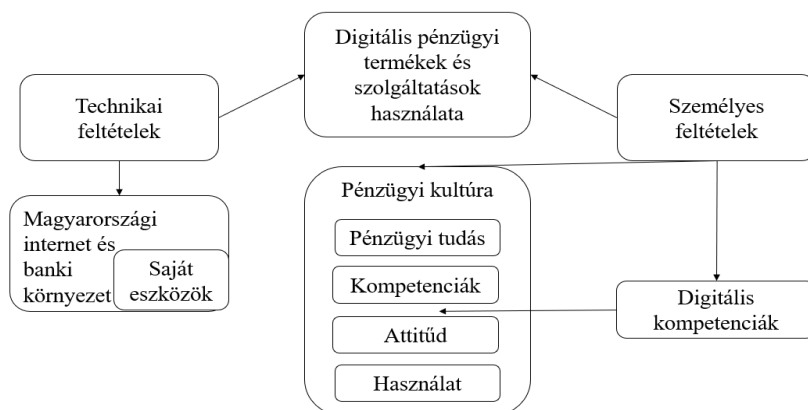 Digitális pénzügyi
termékek és
szolgáltatások
használata
Technikai
feltételek
Személyes
feltételek
Magyarországi
internet és
banki
környezet
Saját
eszközök
Pénzügyi kultúra
Pénzügyi tudás
Kompetenciák
Attitűd
Használat
Digitális
kompetenciák